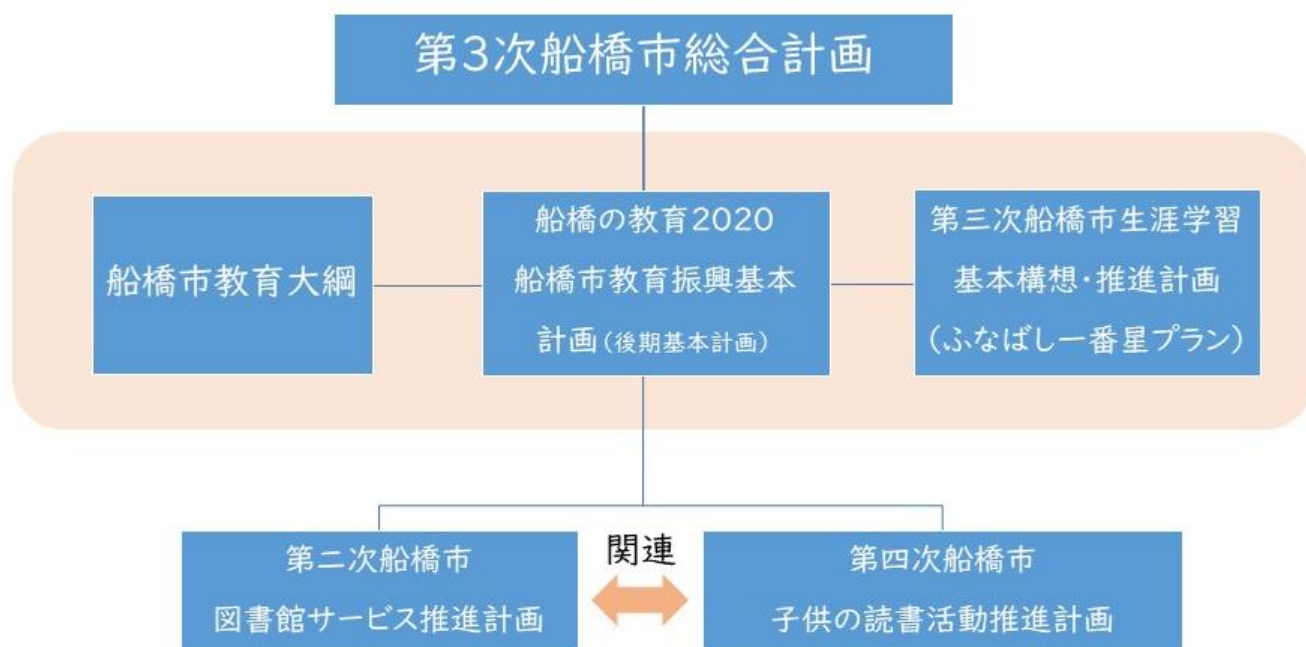 第3次船橋市総合計画
船橋市教育大綱
船橋の教育2020
船橋市教育振興基本
計画(後期基本計画)
第三次船橋市生涯学習
基本構想・推進計画
(ふなばし一番星プラン)
第二次船橋市
図書館サービス推進計画
関連
第四次船橋市
子供の読書活動推進計画